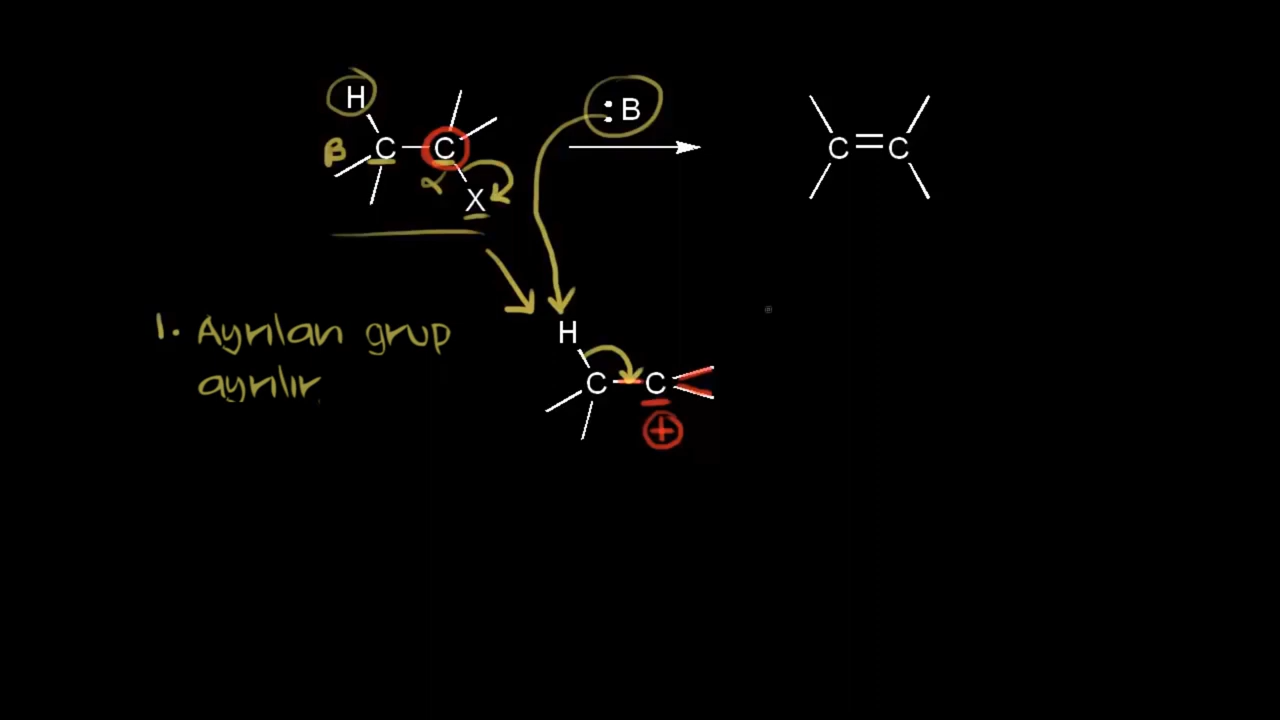 H
:B
β C C C=C
α
X
1. Ayrılan grup
ayrılır
H
C C
+